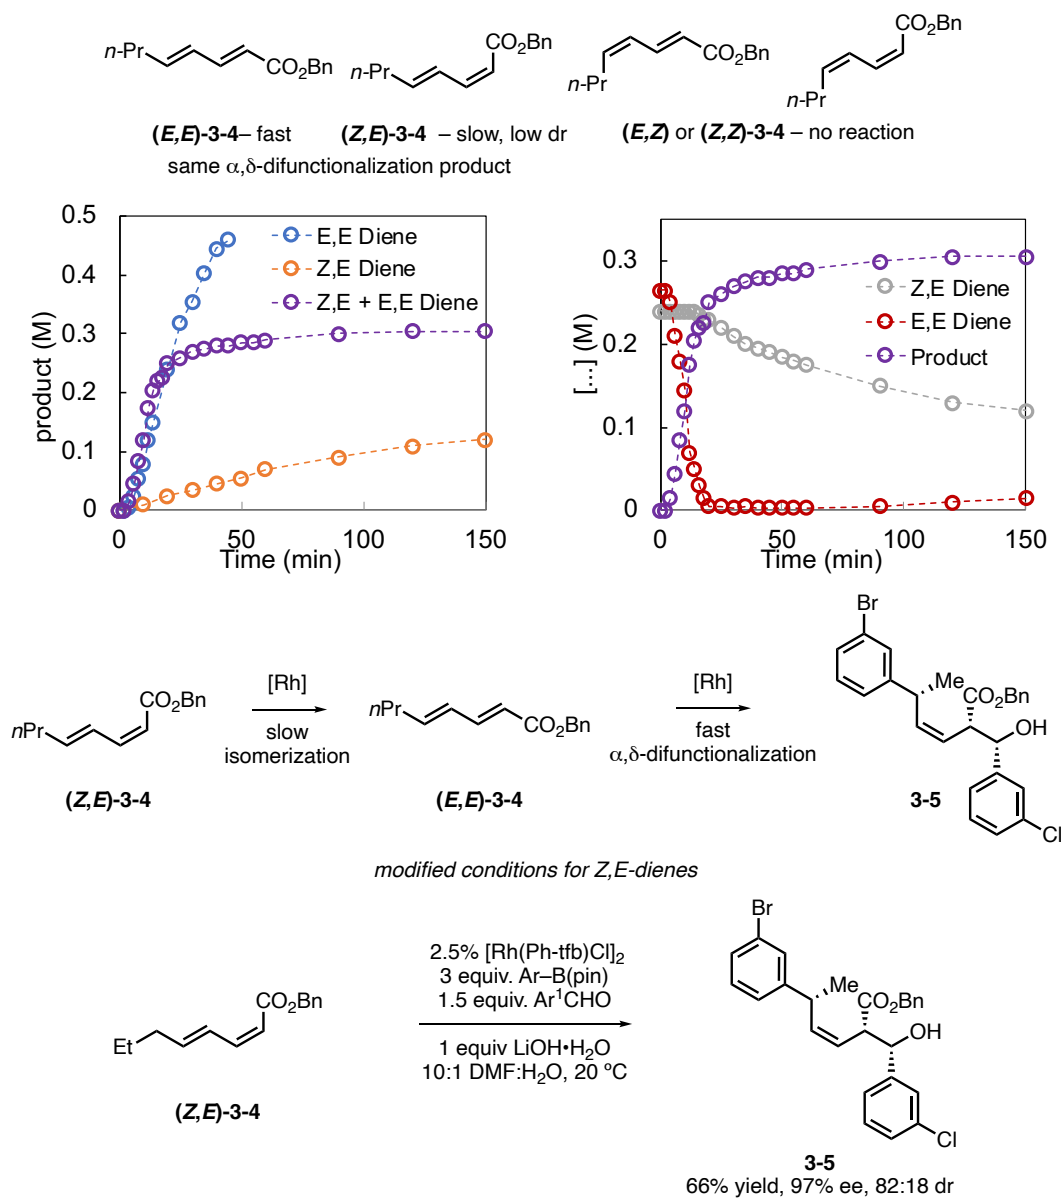 n-Pr
CO2Bn
n-Pr
CO2Bn
n-Pr
CO2Bn
n-Pr
CO2Bn
(E,E)-3-4– fast
(Z,E)-3-4 – slow, low dr
(E,Z) or (Z,Z)-3-4 – no reaction
same α,δ-difunctionalization product
product (M)
0.5
0.4
0.3
0.2
0.1
0
0
50
100
150
Time (min)
E,E Diene
Z,E Diene
Z,E + E,E Diene
[...] (M)
0.3
0.2
0.1
0
0
50
100
150
Time (min)
Z,E Diene
E,E Diene
Product
nPr
CO2Bn
(Z,E)-3-4
[Rh]
slow
isomerization
nPr
CO2Bn
(E,E)-3-4
[Rh]
fast
α,δ-difunctionalization
Br
Me
CO2Bn
OH
Cl
3-5
modified conditions for Z,E-dienes
Et
CO2Bn
(Z,E)-3-4
2.5% [Rh(Ph-tfb)Cl]2
3 equiv. Ar–B(pin)
1.5 equiv. Ar1CHO
1 equiv LiOH•H2O
10:1 DMF:H2O, 20 ºC
Br
Me
CO2Bn
OH
Cl
3-5
66% yield, 97% ee, 82:18 dr